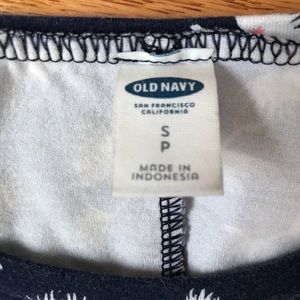 OLD NAVY
SAN FRANCISCO
CALIFORNIA
S
P
MADE IN
INDONESIA